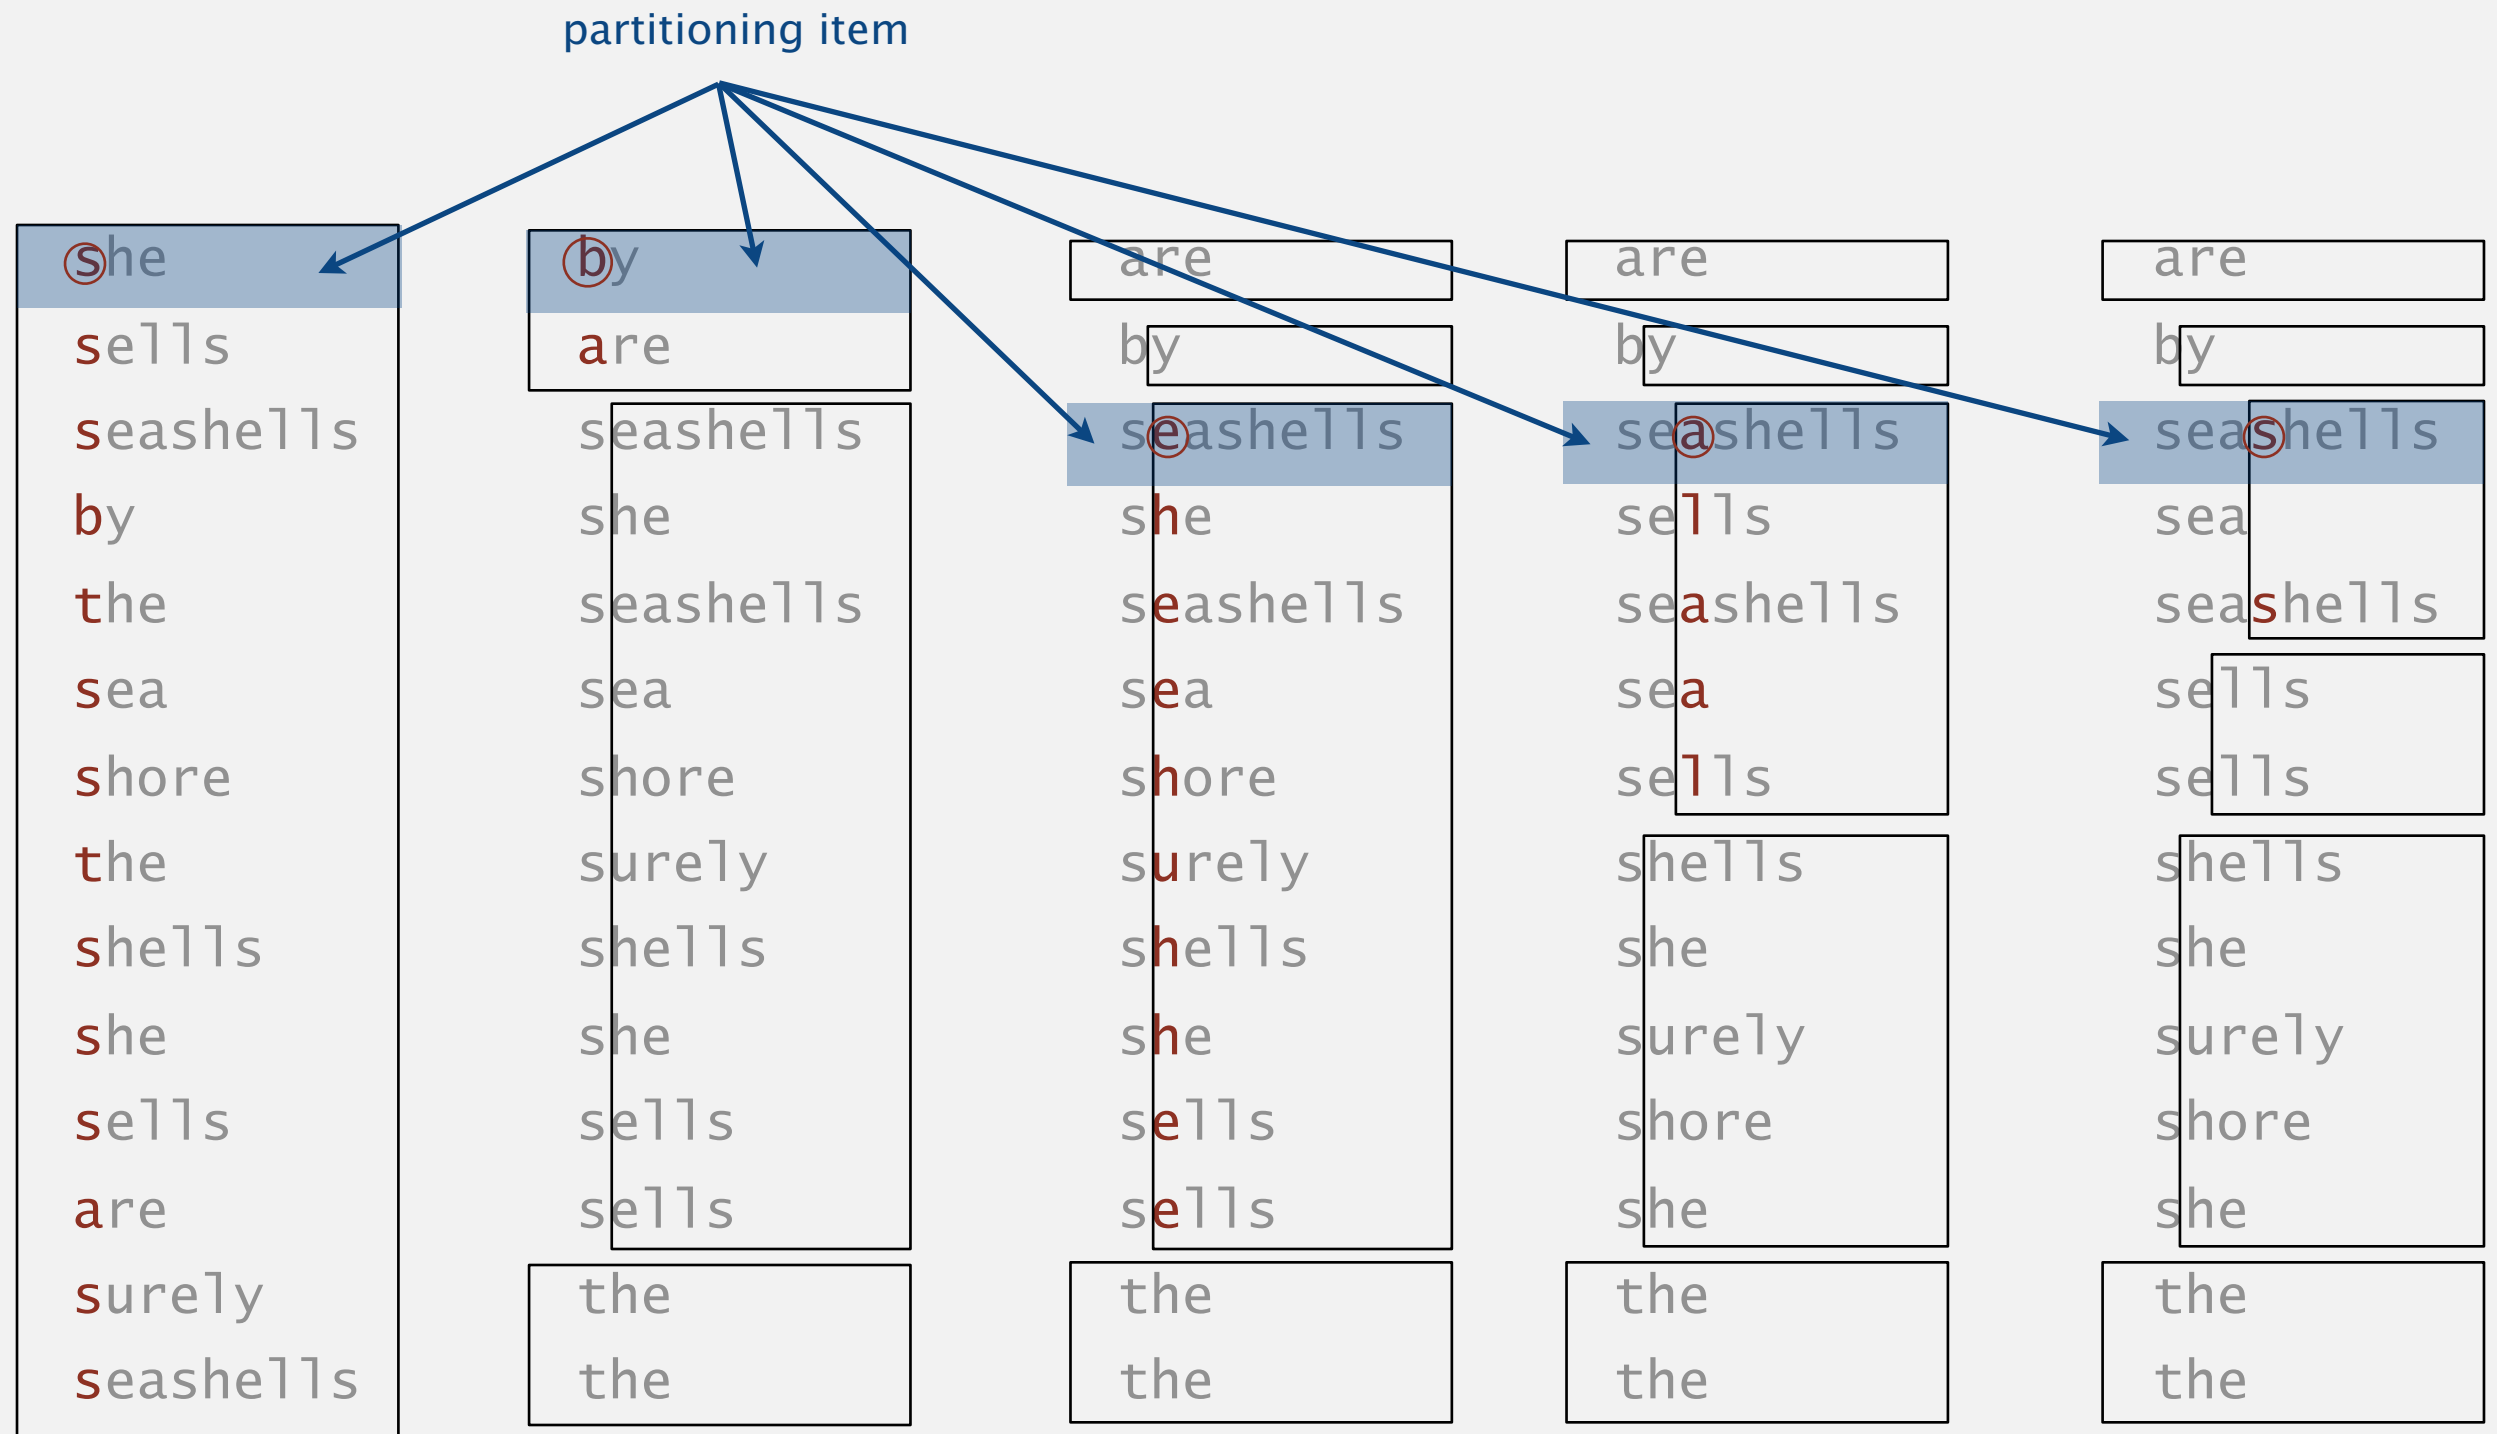 partitioning item
she by are are are
sells are by by by
seashells seashells seashells seashells seashells
by she she sells sea
the seashells seashells seashells seashells
sea sea sea sea sells
shore shore shore sells sells
the surely surely shells shells
shells shells shells she she
she she she surely surely
sells sells sells shore shore
are sells sells she she
surely the the the the
seashells the the the the